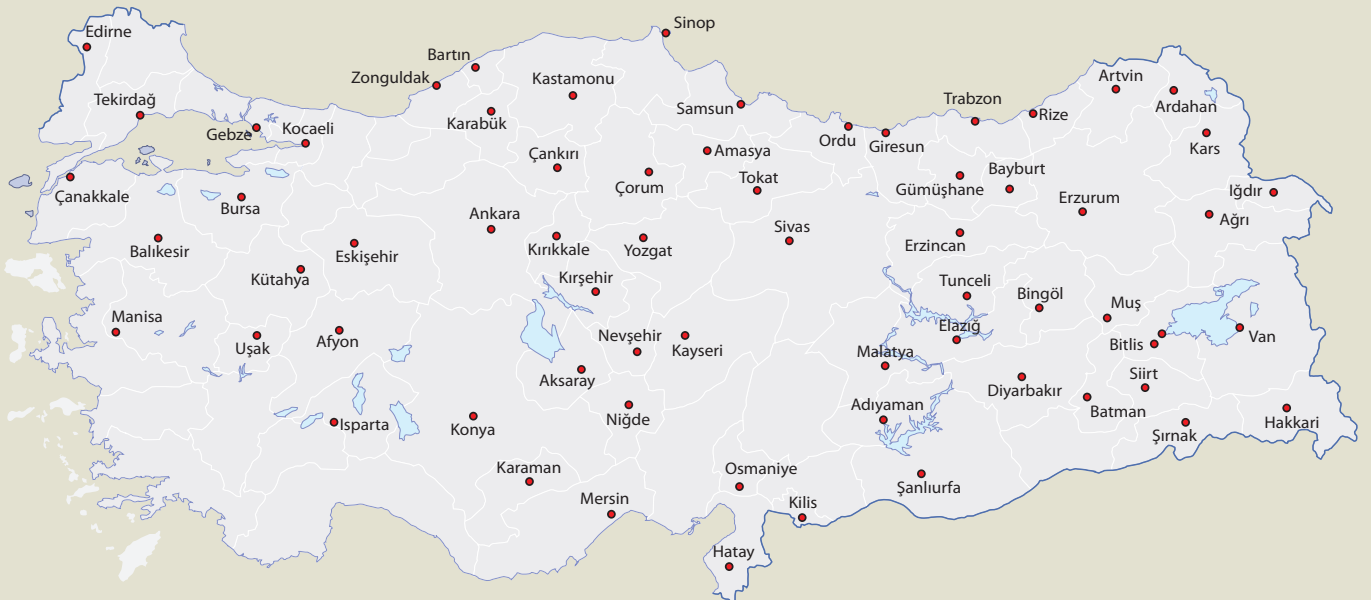 Sinop
Edirne
Bartın
Zonguldak
Kastamonu
Artvin
Tekirdağ
Samsun
Trabzon
Ardahan
Karabük
Rize
Gebze
Kocaeli
Ordu
Giresun
Kars
Çankırı
Amasya
Bayburt
Çorum
Tokat
Gümüşhane
Iğdır
Çanakkale
Bursa
Erzurum
Ankara
Sivas
Ağrı
Balıkesir
Eskişehir
Kırıkkale
Yozgat
Erzincan
Kütahya
Kırşehir
Tunceli
Bingöl
Muş
Manisa
Elazığ
Uşak
Afyon
Nevşehir
Kayseri
Malatya
Bitlis
Van
Aksaray
Siirt
Diyarbakır
Adıyaman
Batman
Isparta
Konya
Niğde
Şırnak
Hakkari
Karaman
Osmaniye
Şanlıurfa
Mersin
Kilis
Hatay